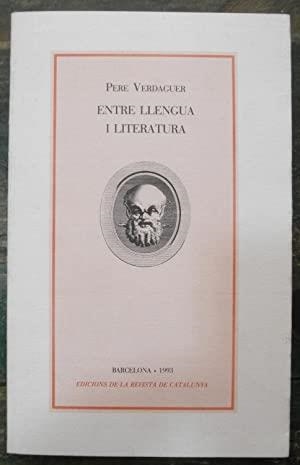 PERE VERDAGUER
ENTRE LLENGUA
I LITERATURA
BARCELONA • 1993
EDICIONS DE LA REVISTA DE CATALUNYA